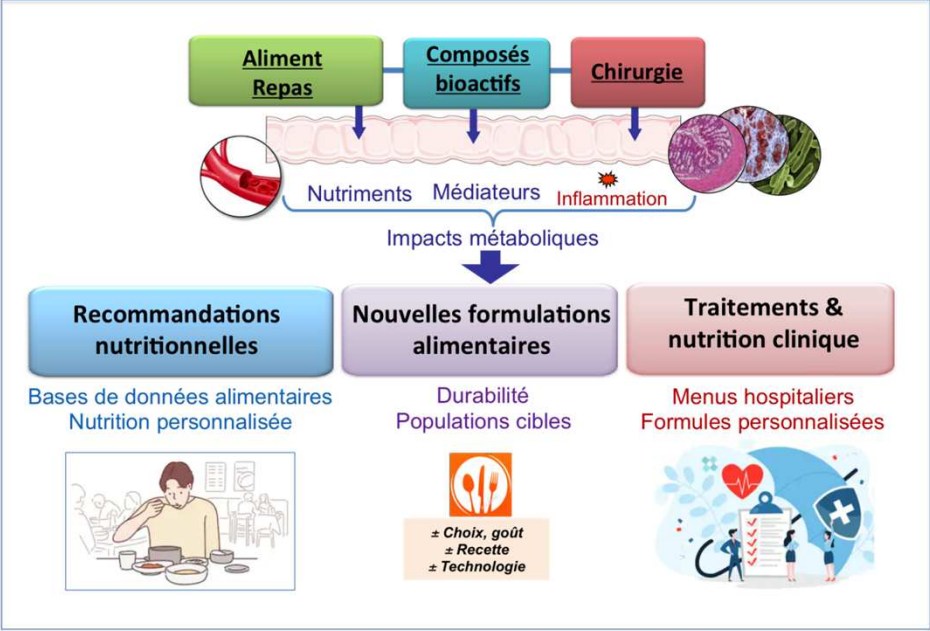 Aliment
Repas
Composés
bioactifs
Chirurgie
Nutriments
Médiateurs
Inflammation
Impacts métaboliques
Recommandations
nutritionnelles
Nouvelles formulations
alimentaires
Traitements &
nutrition clinique
Bases de données alimentaires
Nutrition personnalisée
Durabilité
Populations cibles
Menus hospitaliers
Formules personnalisées
± Choix, goût
± Recette
± Technologie